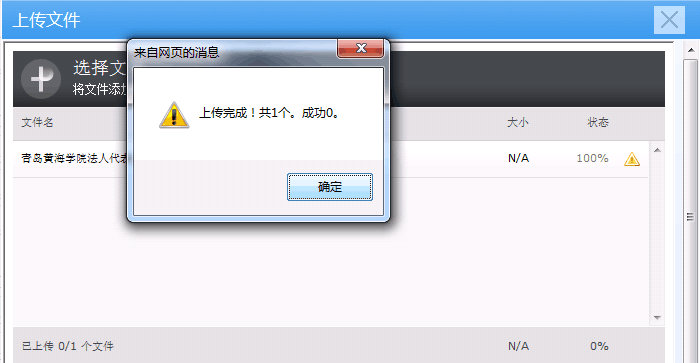 上传文件
来自网页的消息
选择文
将文件添加
上传完成！共1个。成功0。
文件名 大小 状态
青岛黄海学院法人代表 N/A 100%
确定
已上传 0/1 个文件 N/A 0%